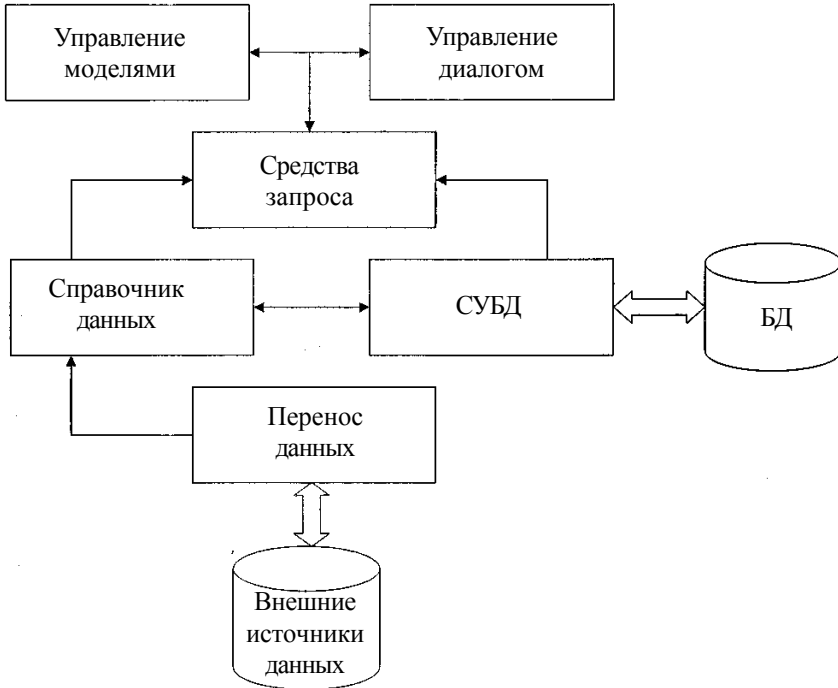 Управление
моделями
Управление
диалогом
Средства
запроса
Справочник
данных
СУБД
БД
Перенос
данных
Внешние
источники
данных